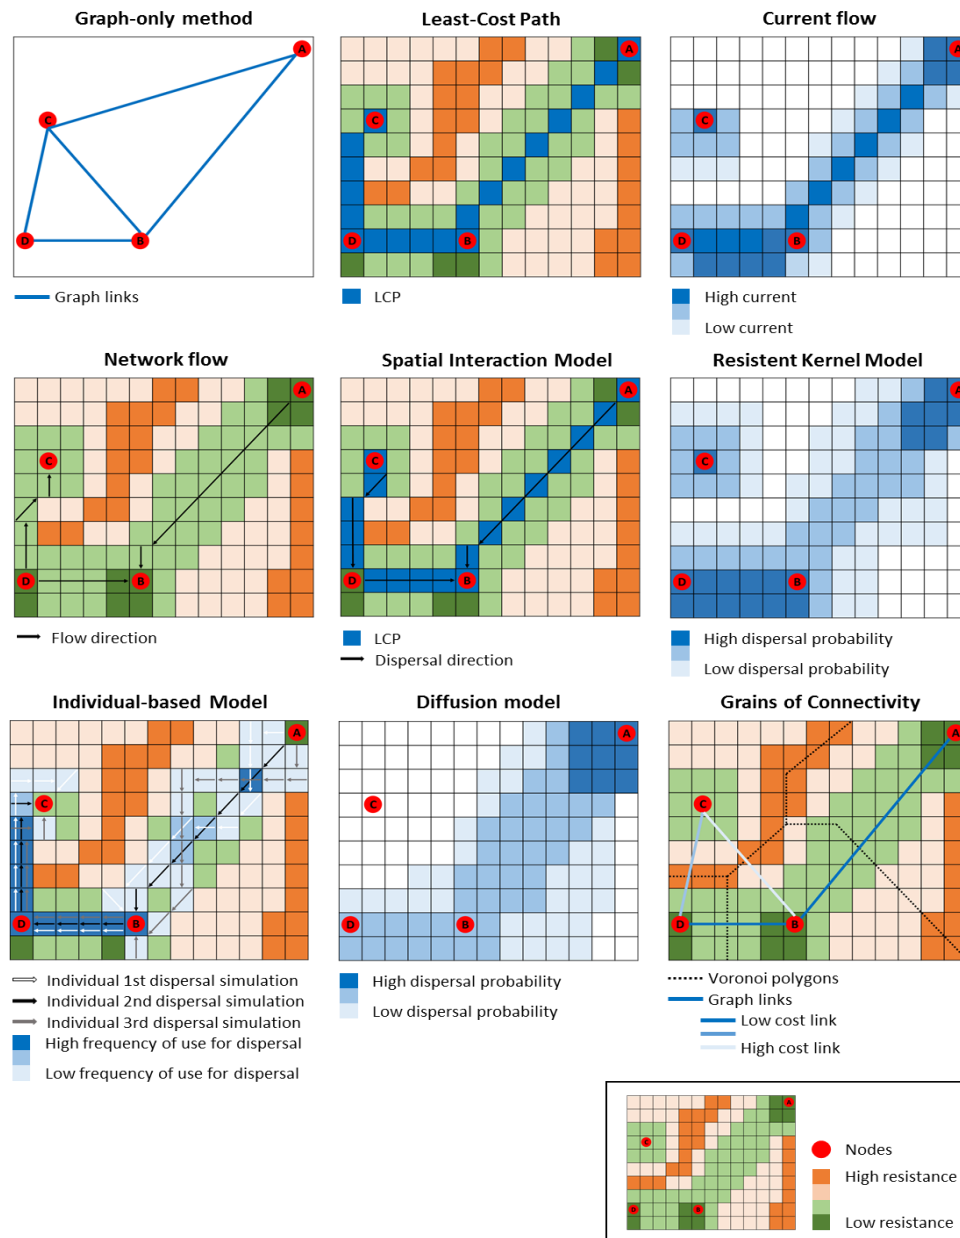 Graph-only method
Least-Cost Path
Current flow
A
C
D
B
A
C
D
B
A
C
D
B
Graph links
LCP
High current
Low current
Network flow
Spatial Interaction Model
Resistent Kernel Model
A
C
D
B
A
C
D
B
A
C
D
B
Flow direction
LCP
Dispersal direction
High dispersal probability
Low dispersal probability
Individual-based Model
Diffusion model
Grains of Connectivity
A
C
D
B
A
C
D
B
A
C
D
B
Individual 1st dispersal simulation
Individual 2nd dispersal simulation
Individual 3rd dispersal simulation
High frequency of use for dispersal
Low frequency of use for dispersal
High dispersal probability
Low dispersal probability
Voronoi polygons
Graph links
Low cost link
High cost link
A
C
D
B
Nodes
High resistance
Low resistance